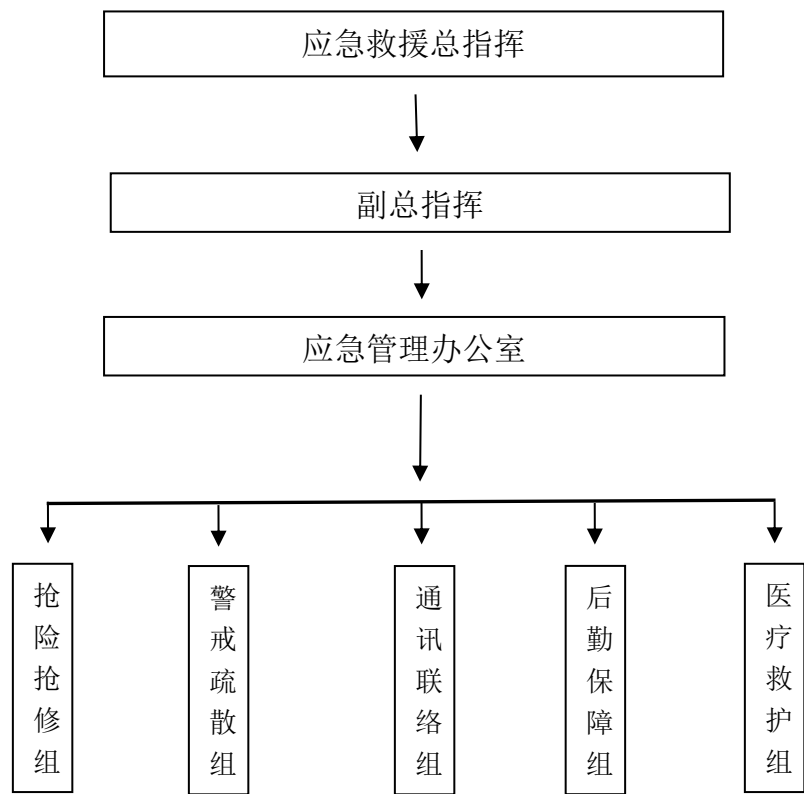 应急救援总指挥
副总指挥
应急管理办公室
抢险抢修组
警戒疏散组
通讯联络组
后勤保障组
医疗救护组